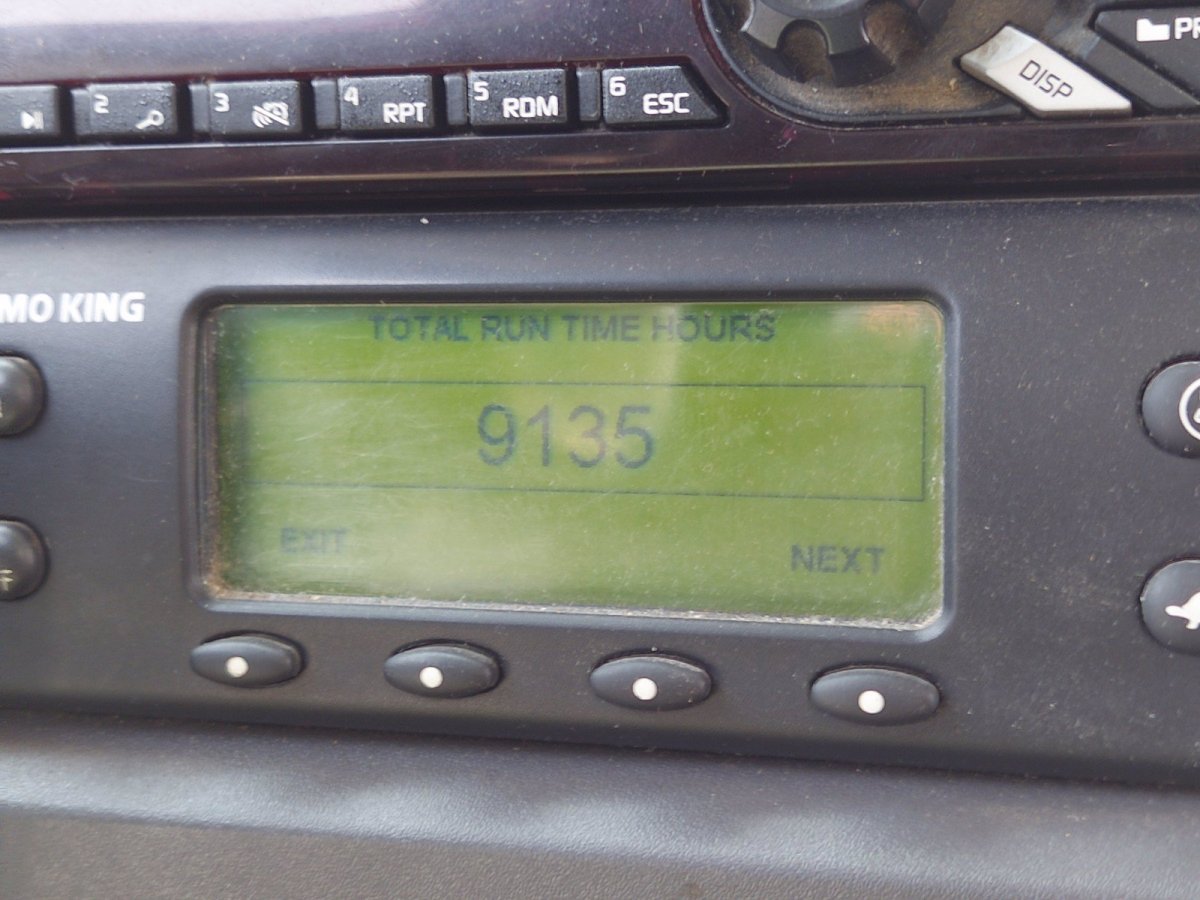 2
3
4 RPT
5 RDM
6 ESC
DISP
PR
MO KING
TOTAL RUN TIME HOURS
9135
EXIT
NEXT